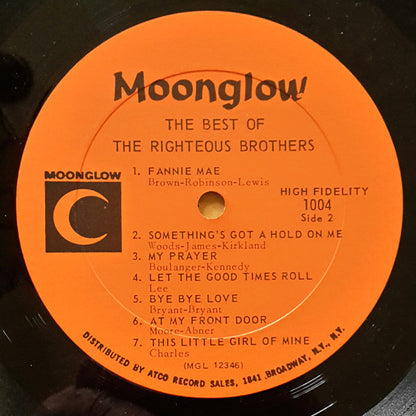 Moonglow
THE BEST OF
THE RIGHTEOUS BROTHERS
1. FANNIE MAE
Brown-Robinson-Lewis
MOONGLOW
HIGH FIDELITY
1004
Side 2
2. SOMETHING'S GOT A HOLD ON ME
Woods-James-Kirkland
3. MY PRAYER
Boulanger-Kennedy
4. LET THE GOOD TIMES ROLL
Lee
5. BYE BYE LOVE
Bryant-Bryant
6. AT MY FRONT DOOR
Moore-Abner
7. THIS LITTLE GIRL OF MINE
Charles
(MGL 12346)
DISTRIBUTED BY ATCO RECORD SALES, 1841 BROADWAY, N.Y., N.Y.